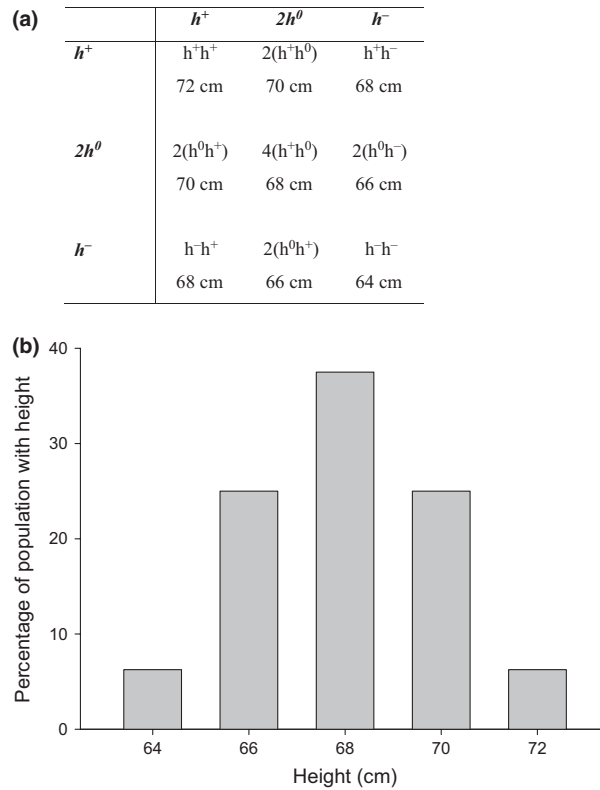 (a)
h⁺ 2h⁰ h⁻
h⁺ h⁺h⁺ 2(h⁺h⁰) h⁺h⁻
72 cm 70 cm 68 cm
2h⁰ 2(h⁰h⁺) 4(h⁺h⁰) 2(h⁰h⁻)
70 cm 68 cm 66 cm
h⁻ h⁻h⁺ 2(h⁰h⁺) h⁻h⁻
68 cm 66 cm 64 cm
(b)
Percentage of population with height
40
30
20
10
0
64 66 68 70 72
Height (cm)